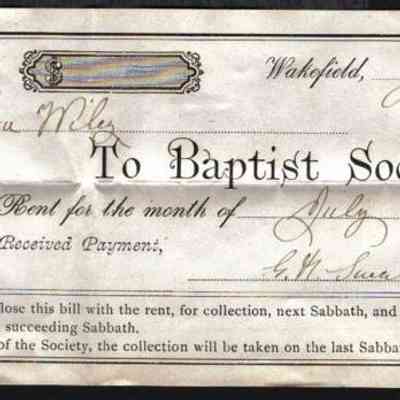 $
Wakefield,
Wiley
To Baptist Soc
Rent for the month of July
Received Payment,
G. H.
lose this bill with the rent, for collection, next Sabbath, and
succeeding Sabbath.
of the Society, the collection will be taken on the last Sabba